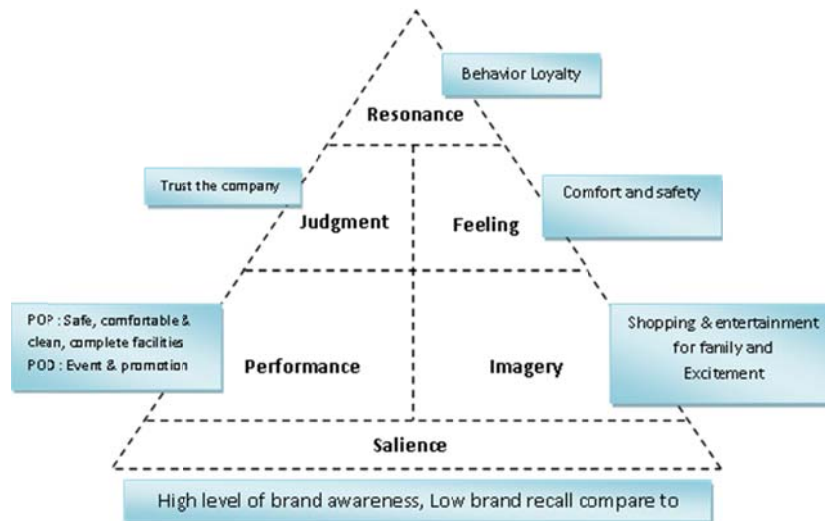 Behavior Loyalty
Resonance
Trust the company
Comfort and safety
Judgment
Feeling
POP : Safe, comfortable &
clean, complete facilities
POD : Event & promotion
Shopping & entertainment
for family and
Excitement
Performance
Imagery
Salience
High level of brand awareness, Low brand recall compare to